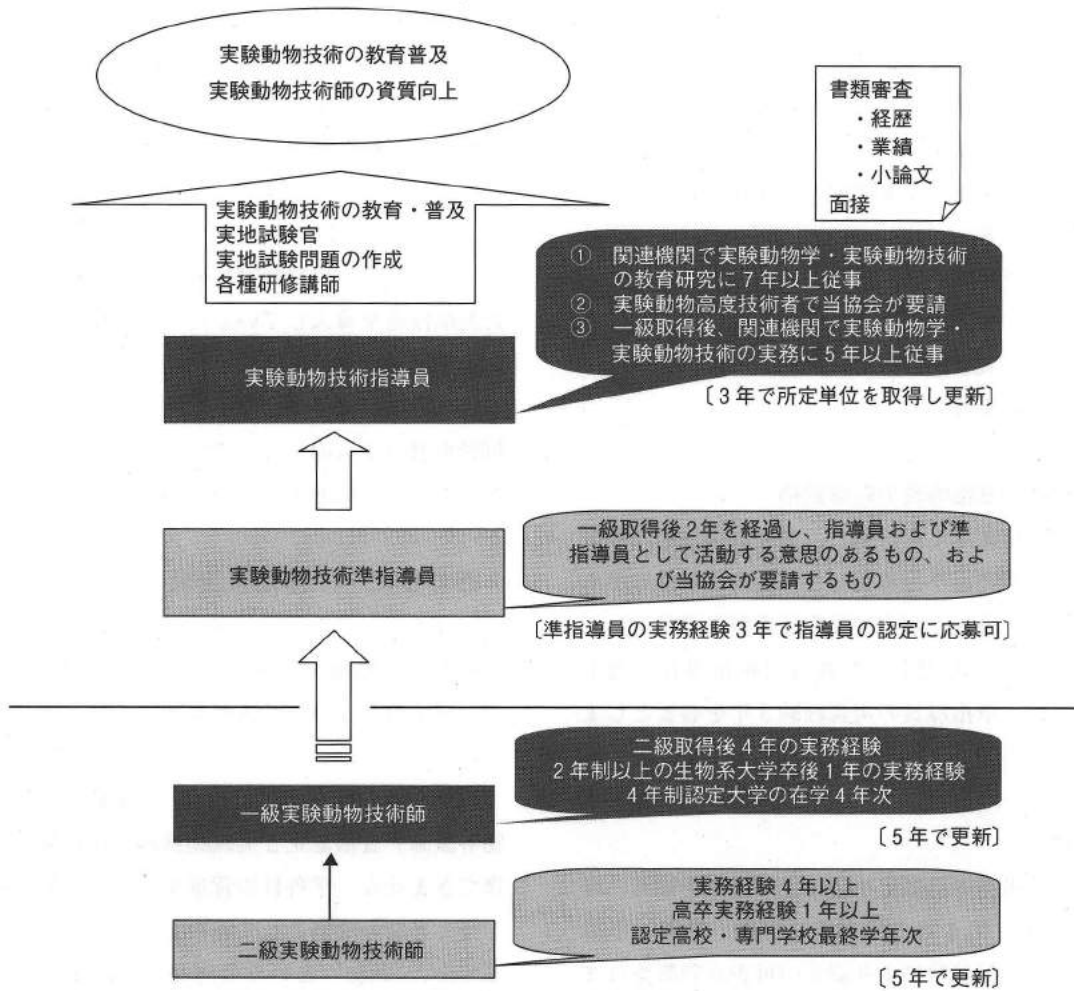 実験動物技術の教育普及
実験動物技術師の資質向上
書類審査
・経歴
・業績
・小論文
面接
実験動物技術の教育・普及
実地試験官
実地試験問題の作成
各種研修講師
① 関連機関で実験動物学・実験動物技術
の教育研究に7年以上従事
② 実験動物高度技術者で当協会が要請
③ 一級取得後、関連機関で実験動物学・
実験動物技術の実務に5年以上従事
実験動物技術指導員
〔3年で所定単位を取得し更新〕
一級取得後2年を経過し、指導員および準
指導員として活動する意思のあるもの、およ
び当協会が要請するもの
実験動物技術準指導員
〔準指導員の実務経験3年で指導員の認定に応募可〕
二級取得後4年の実務経験
2年制以上の生物系大学卒後1年の実務経験
4年制認定大学の在学4年次
一級実験動物技術師
〔5年で更新〕
実務経験4年以上
高卒実務経験1年以上
認定高校・専門学校最終学年次
二級実験動物技術師
〔5年で更新〕